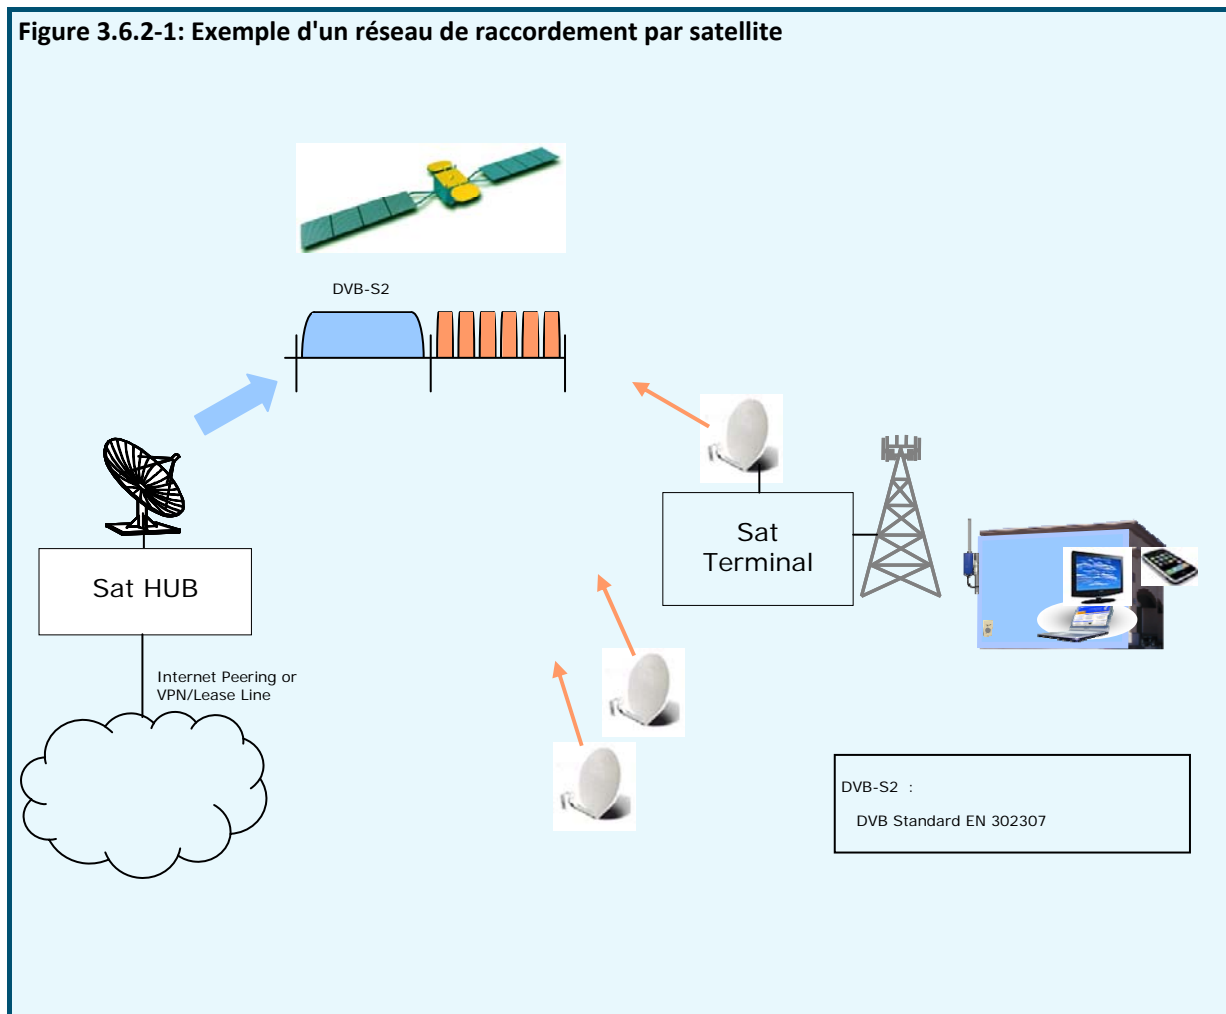 Figure 3.6.2-1: Exemple d'un réseau de raccordement par satellite
DVB-S2
Sat HUB
Sat
Terminal
Internet Peering or
VPN/Lease Line
DVB-S2 :
DVB Standard EN 302307